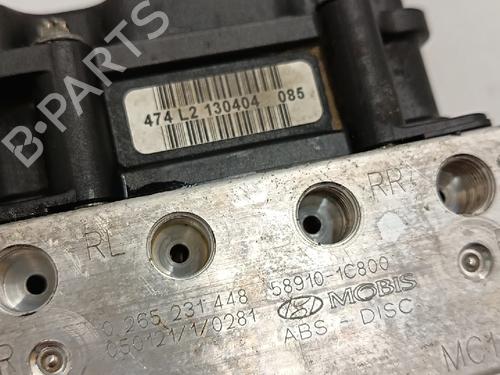 474 L2 130404 085
RL
RR
0 265 231 448
58910-1C800
050121/1/0281
MOBIS
ABS - DISC
R
MC1